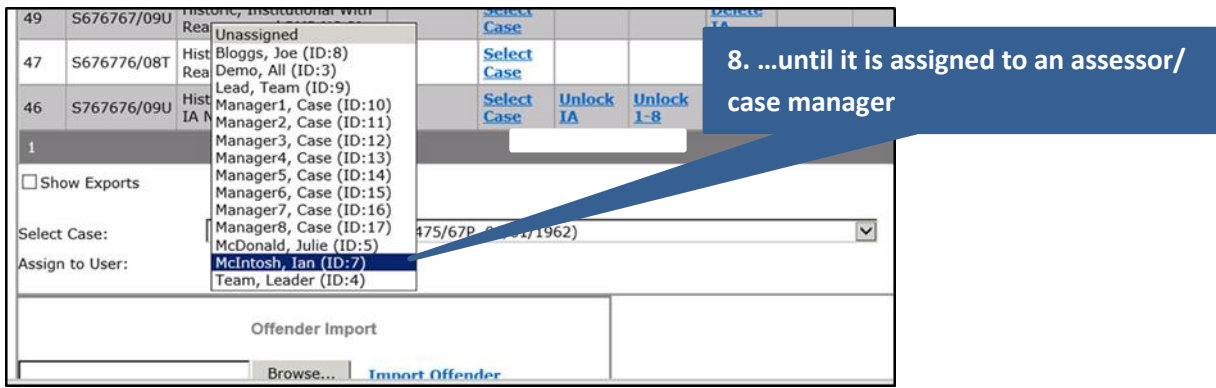 49 S676767/09U Historic, Institutional With Select Delete
Rea Case IA
Unassigned
47 S676776/08T Hist Bloggs, Joe (ID:8) Select
Rea Demo, All (ID:3) Case
Lead, Team (ID:9)
46 S767676/09U Hist Manager1, Case (ID:10) Select Unlock Unlock
IA N Manager2, Case (ID:11) Case IA 1-8
Manager3, Case (ID:12)
1 Manager4, Case (ID:13)
Manager5, Case (ID:14)
Show Exports Manager6, Case (ID:15)
Manager7, Case (ID:16)
Select Case: Manager8, Case (ID:17) 475/67P /1962)
McDonald, Julie (ID:5)
Assign to User: McIntosh, Ian (ID:7)
Team, Leader (ID:4)
Offender Import
Browse... Import Offender
8. ...until it is assigned to an assessor/
case manager